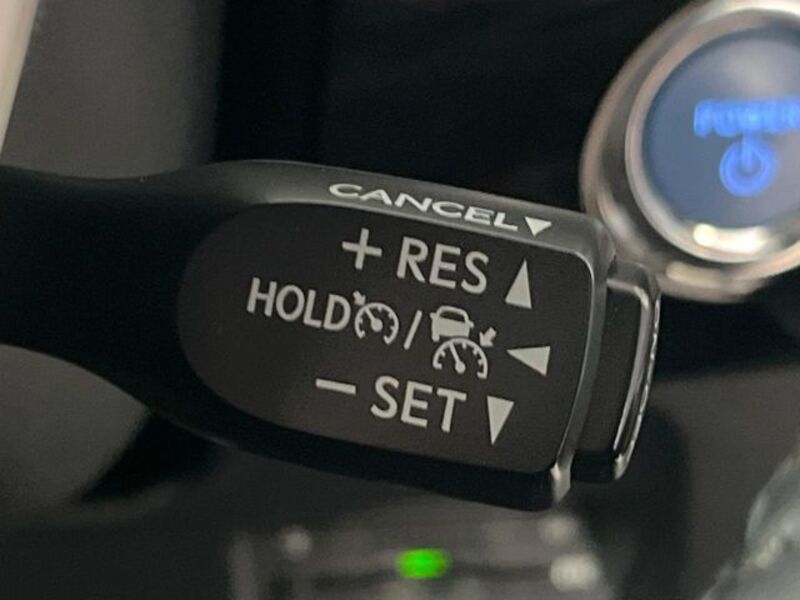 CANCEL▼
+ RES ▲
HOLD / ◀
− SET ▼
POWER